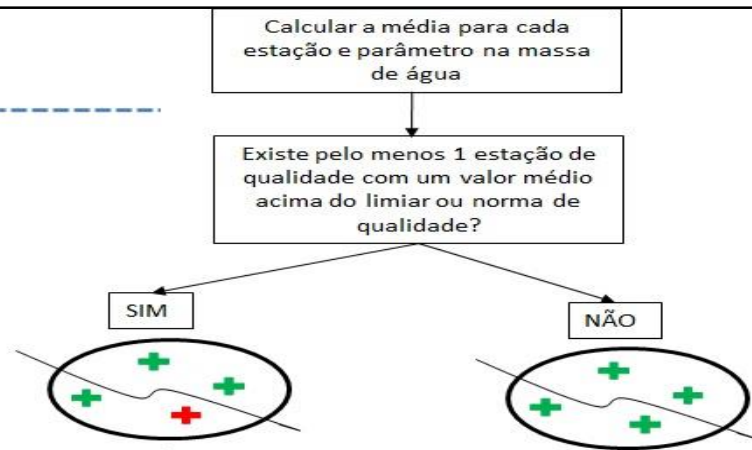 Calcular a média para cada
estação e parâmetro na massa
de água
Existe pelo menos 1 estação de
qualidade com um valor médio
acima do limiar ou norma de
qualidade?
SIM
NÃO